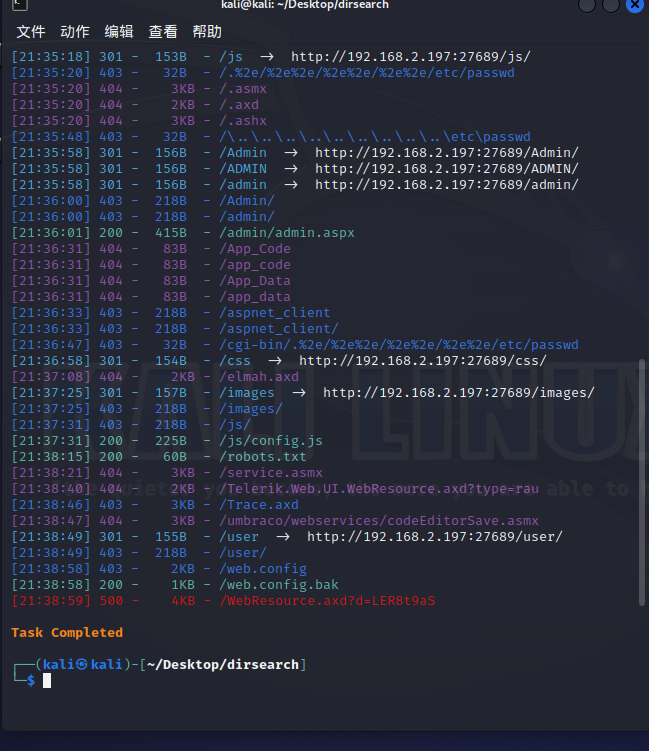 kali@kali: ~/Desktop/dirsearch
文件 动作 编辑 查看 帮助
[21:35:18] 301 - 153B - /js -> http://192.168.2.197:27689/js/
[21:35:20] 403 - 32B - /.%2e/%2e%2e/%2e%2e/%2e%2e/etc/passwd
[21:35:20] 404 - 3KB - /.asmx
[21:35:20] 404 - 2KB - /.axd
[21:35:20] 404 - 3KB - /.ashx
[21:35:48] 403 - 32B - /\..\..\..\..\..\..\..\..\..\etc\passwd
[21:35:58] 301 - 156B - /Admin -> http://192.168.2.197:27689/Admin/
[21:35:58] 301 - 156B - /ADMIN -> http://192.168.2.197:27689/ADMIN/
[21:35:58] 301 - 156B - /admin -> http://192.168.2.197:27689/admin/
[21:36:00] 403 - 218B - /Admin/
[21:36:00] 403 - 218B - /admin/
[21:36:01] 200 - 415B - /admin/admin.aspx
[21:36:31] 404 - 83B - /App_Code
[21:36:31] 404 - 83B - /app_code
[21:36:31] 404 - 83B - /App_Data
[21:36:31] 404 - 83B - /app_data
[21:36:33] 403 - 218B - /aspnet_client
[21:36:33] 403 - 218B - /aspnet_client/
[21:36:47] 403 - 32B - /cgi-bin/.%2e/%2e%2e/%2e%2e/%2e%2e/etc/passwd
[21:36:58] 301 - 154B - /css -> http://192.168.2.197:27689/css/
[21:37:08] 404 - 2KB - /elmah.axd
[21:37:25] 301 - 157B - /images -> http://192.168.2.197:27689/images/
[21:37:25] 403 - 218B - /images/
[21:37:31] 403 - 218B - /js/
[21:37:31] 200 - 225B - /js/config.js
[21:38:15] 200 - 60B - /robots.txt
[21:38:21] 404 - 3KB - /service.asmx
[21:38:40] 404 - 2KB - /Telerik.Web.UI.WebResource.axd?type=rau
[21:38:46] 403 - 3KB - /Trace.axd
[21:38:47] 404 - 3KB - /umbraco/webservices/codeEditorSave.asmx
[21:38:49] 301 - 155B - /user -> http://192.168.2.197:27689/user/
[21:38:49] 403 - 218B - /user/
[21:38:58] 403 - 2KB - /web.config
[21:38:58] 200 - 1KB - /web.config.bak
[21:38:59] 500 - 4KB - /WebResource.axd?d=LER8t9aS
Task Completed
┌──(kali㉿kali)-[~/Desktop/dirsearch]
└─$